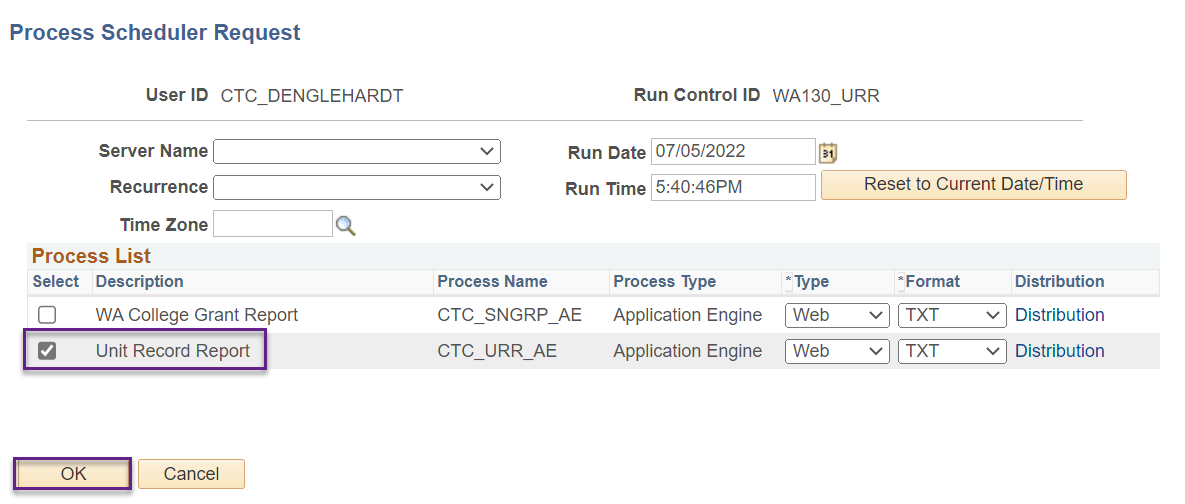 Process Scheduler Request
User ID CTC_DENGLEHARDT Run Control ID WA130_URR
Server Name Run Date 07/05/2022 31
Recurrence Run Time 5:40:46PM Reset to Current Date/Time
Time Zone
Process List
Select Description Process Name Process Type *Type *Format Distribution
WA College Grant Report CTC_SNGRP_AE Application Engine Web TXT Distribution
Unit Record Report CTC_URR_AE Application Engine Web TXT Distribution
OK Cancel